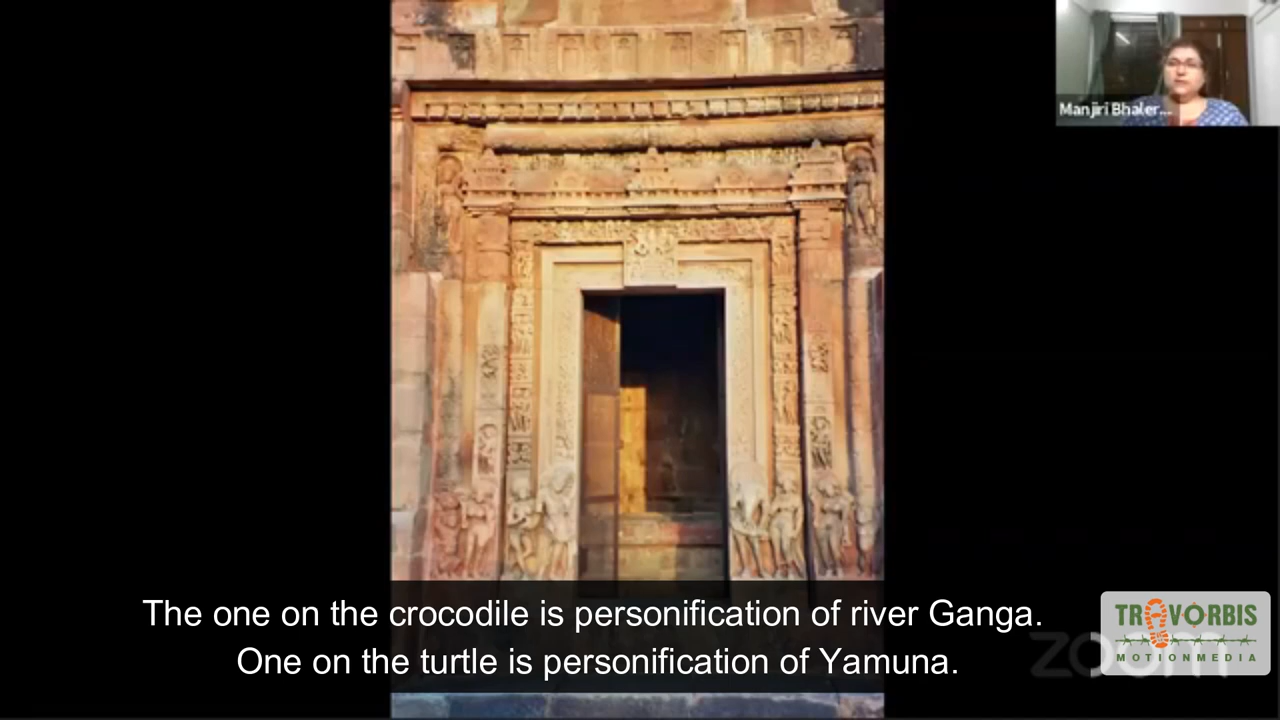 Manjiri Bhaler...
The one on the crocodile is personification of river Ganga.
One on the turtle is personification of Yamuna.
zoom
TRAVORBIS
MOTIONMEDIA